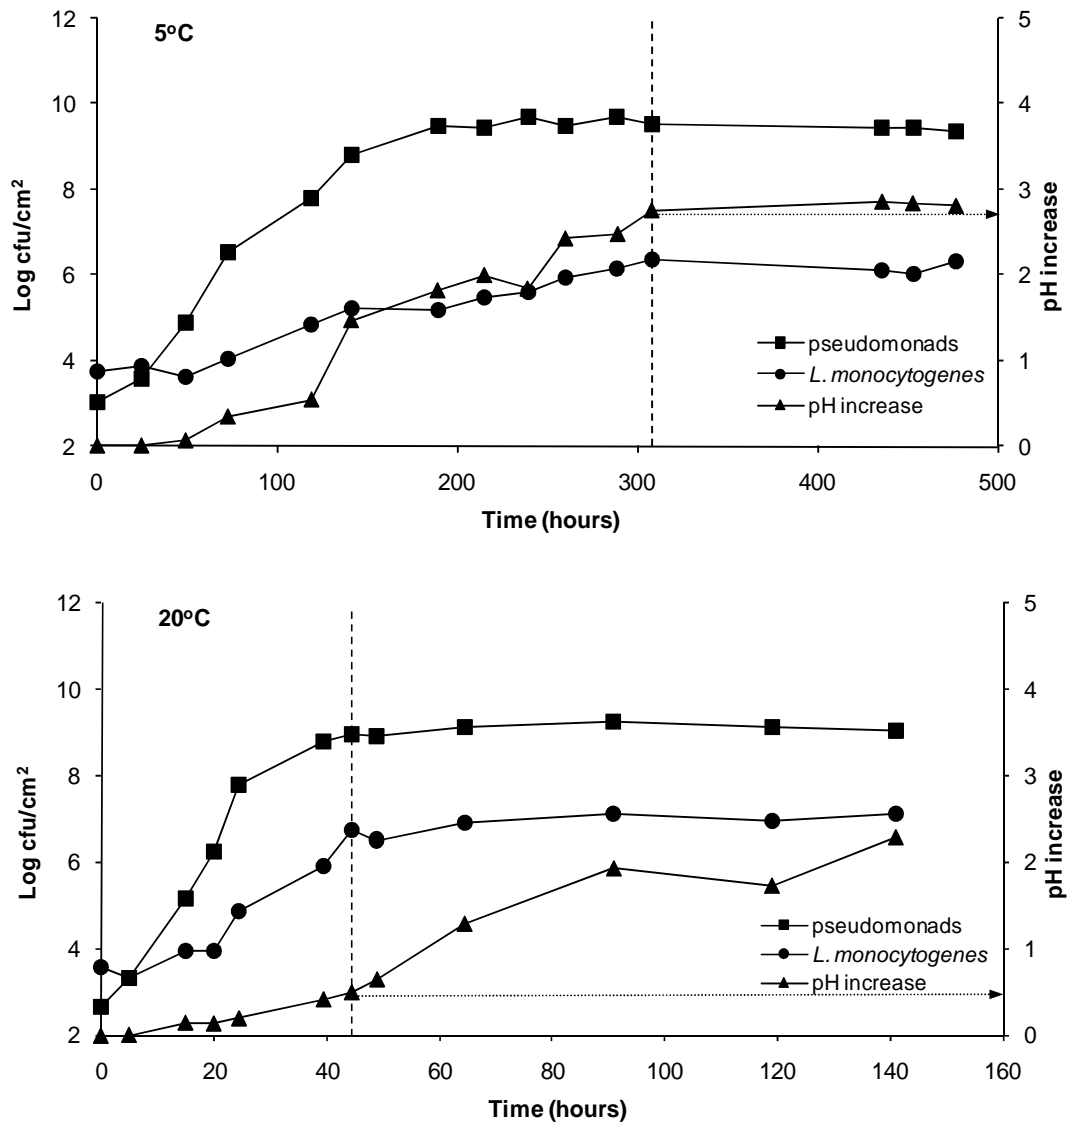 5°C
12
10
8
6
4
2
Log cfu/cm²
5
4
3
2
1
0
pH increase
pseudomonads
L. monocytogenes
pH increase
0 100 200 300 400 500
Time (hours)
20°C
12
10
8
6
4
2
Log cfu/cm²
5
4
3
2
1
0
pH increase
pseudomonads
L. monocytogenes
pH increase
0 20 40 60 80 100 120 140 160
Time (hours)